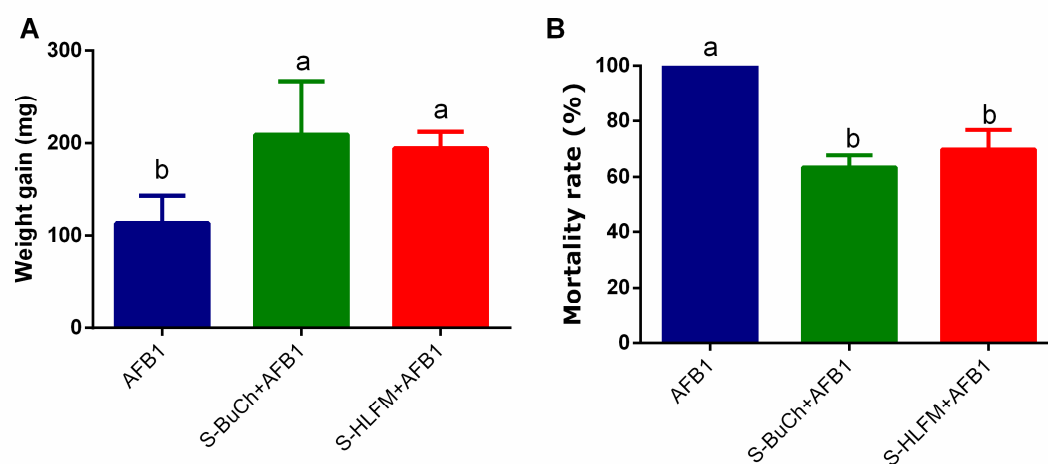 A
Weight gain (mg)
300
200
100
0
b
a
a
AFB1
S-BuCh+AFB1
S-HLFM+AFB1
B
Mortality rate (%)
100
80
60
40
20
0
a
b
b
AFB1
S-BuCh+AFB1
S-HLFM+AFB1